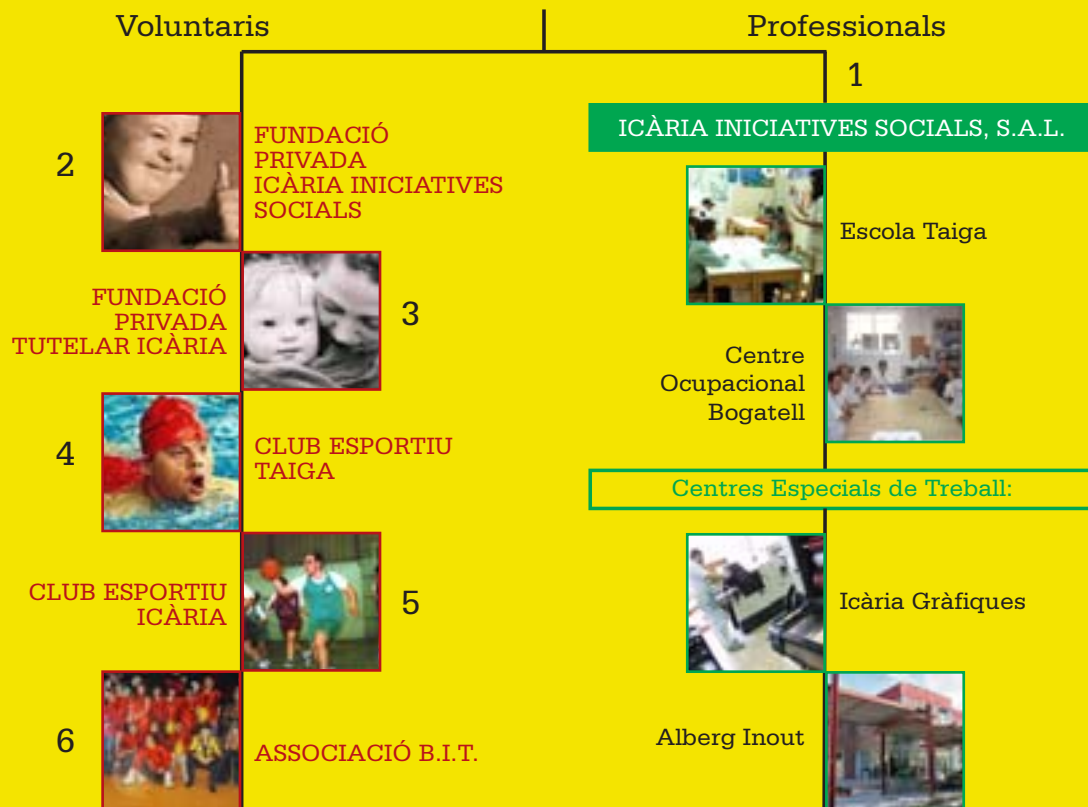 Voluntaris
2
FUNDACIÓ
PRIVADA
ICÀRIA INICIATIVES
SOCIALS
FUNDACIÓ
PRIVADA
TUTELAR ICÀRIA
3
4
CLUB ESPORTIU
TAIGA
CLUB ESPORTIU
ICÀRIA
5
6
ASSOCIACIÓ B.I.T.
Professionals
1
ICÀRIA INICIATIVES SOCIALS, S.A.L.
Escola Taiga
Centre
Ocupacional
Bogatell
Centres Especials de Treball:
Icària Gràfiques
Alberg Inout